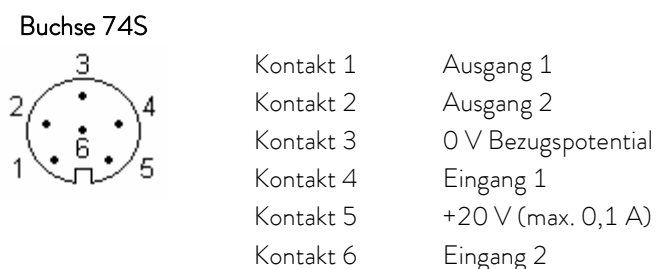 Buchse 74S
3
2 4
6
1 5
Kontakt 1 Ausgang 1
Kontakt 2 Ausgang 2
Kontakt 3 0 V Bezugspotential
Kontakt 4 Eingang 1
Kontakt 5 +20 V (max. 0,1 A)
Kontakt 6 Eingang 2